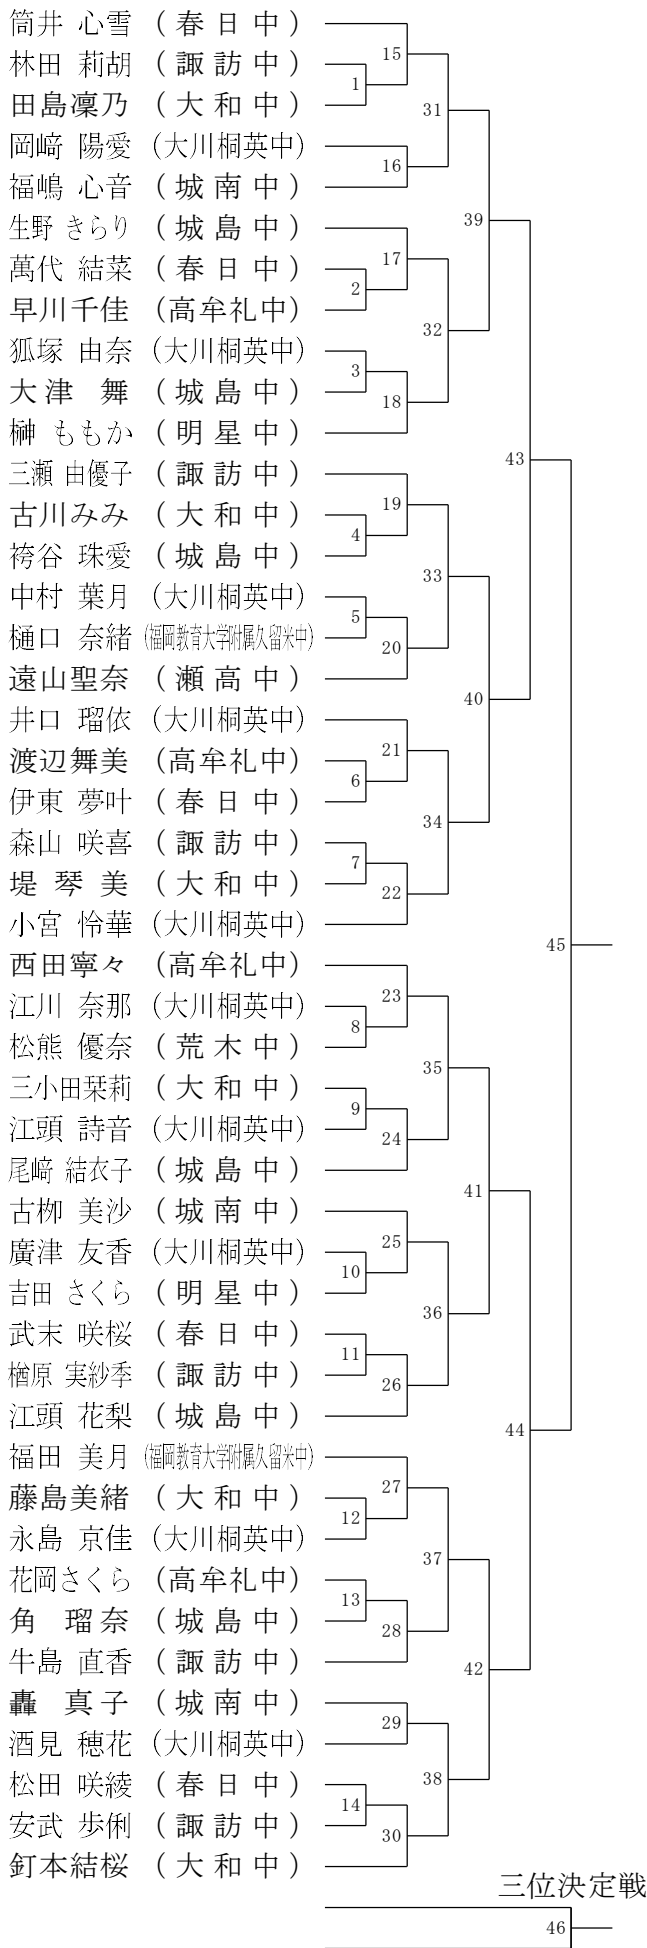 筒井 心雪 (春日中)
林田 莉胡 (諏訪中)
田島凜乃 (大和中)
岡﨑 陽愛 (大川桐英中)
福嶋 心音 (城南中)
生野 きらり (城島中)
萬代 結菜 (春日中)
早川千佳 (高牟礼中)
狐塚 由奈 (大川桐英中)
大津 舞 (城島中)
榊 ももか (明星中)
三瀬 由優子 (諏訪中)
古川みみ (大和中)
袴谷 珠愛 (城島中)
中村 葉月 (大川桐英中)
樋口 奈緒 (福岡教育大学附属久留米中)
遠山聖奈 (瀬高中)
井口 瑠依 (大川桐英中)
渡辺舞美 (高牟礼中)
伊東 夢叶 (春日中)
森山 咲喜 (諏訪中)
堤 琴美 (大和中)
小宮 怜華 (大川桐英中)
西田寧々 (高牟礼中)
江川 奈那 (大川桐英中)
松熊 優奈 (荒木中)
三小田栞莉 (大和中)
江頭 詩音 (大川桐英中)
尾﨑 結衣子 (城島中)
古栁 美沙 (城南中)
廣津 友香 (大川桐英中)
吉田 さくら (明星中)
武末 咲桜 (春日中)
楢原 実紗季 (諏訪中)
江頭 花梨 (城島中)
福田 美月 (福岡教育大学附属久留米中)
藤島美緒 (大和中)
永島 京佳 (大川桐英中)
花岡さくら (高牟礼中)
角 瑠奈 (城島中)
牛島 直香 (諏訪中)
轟 真子 (城南中)
酒見 穂花 (大川桐英中)
松田 咲綾 (春日中)
安武 歩俐 (諏訪中)
釘本結桜 (大和中)
1
2
3
4
5
6
7
8
9
10
11
12
13
14
15
16
17
18
19
20
21
22
23
24
25
26
27
28
29
30
31
32
33
34
35
36
37
38
39
40
41
42
43
44
45
三位決定戦
46